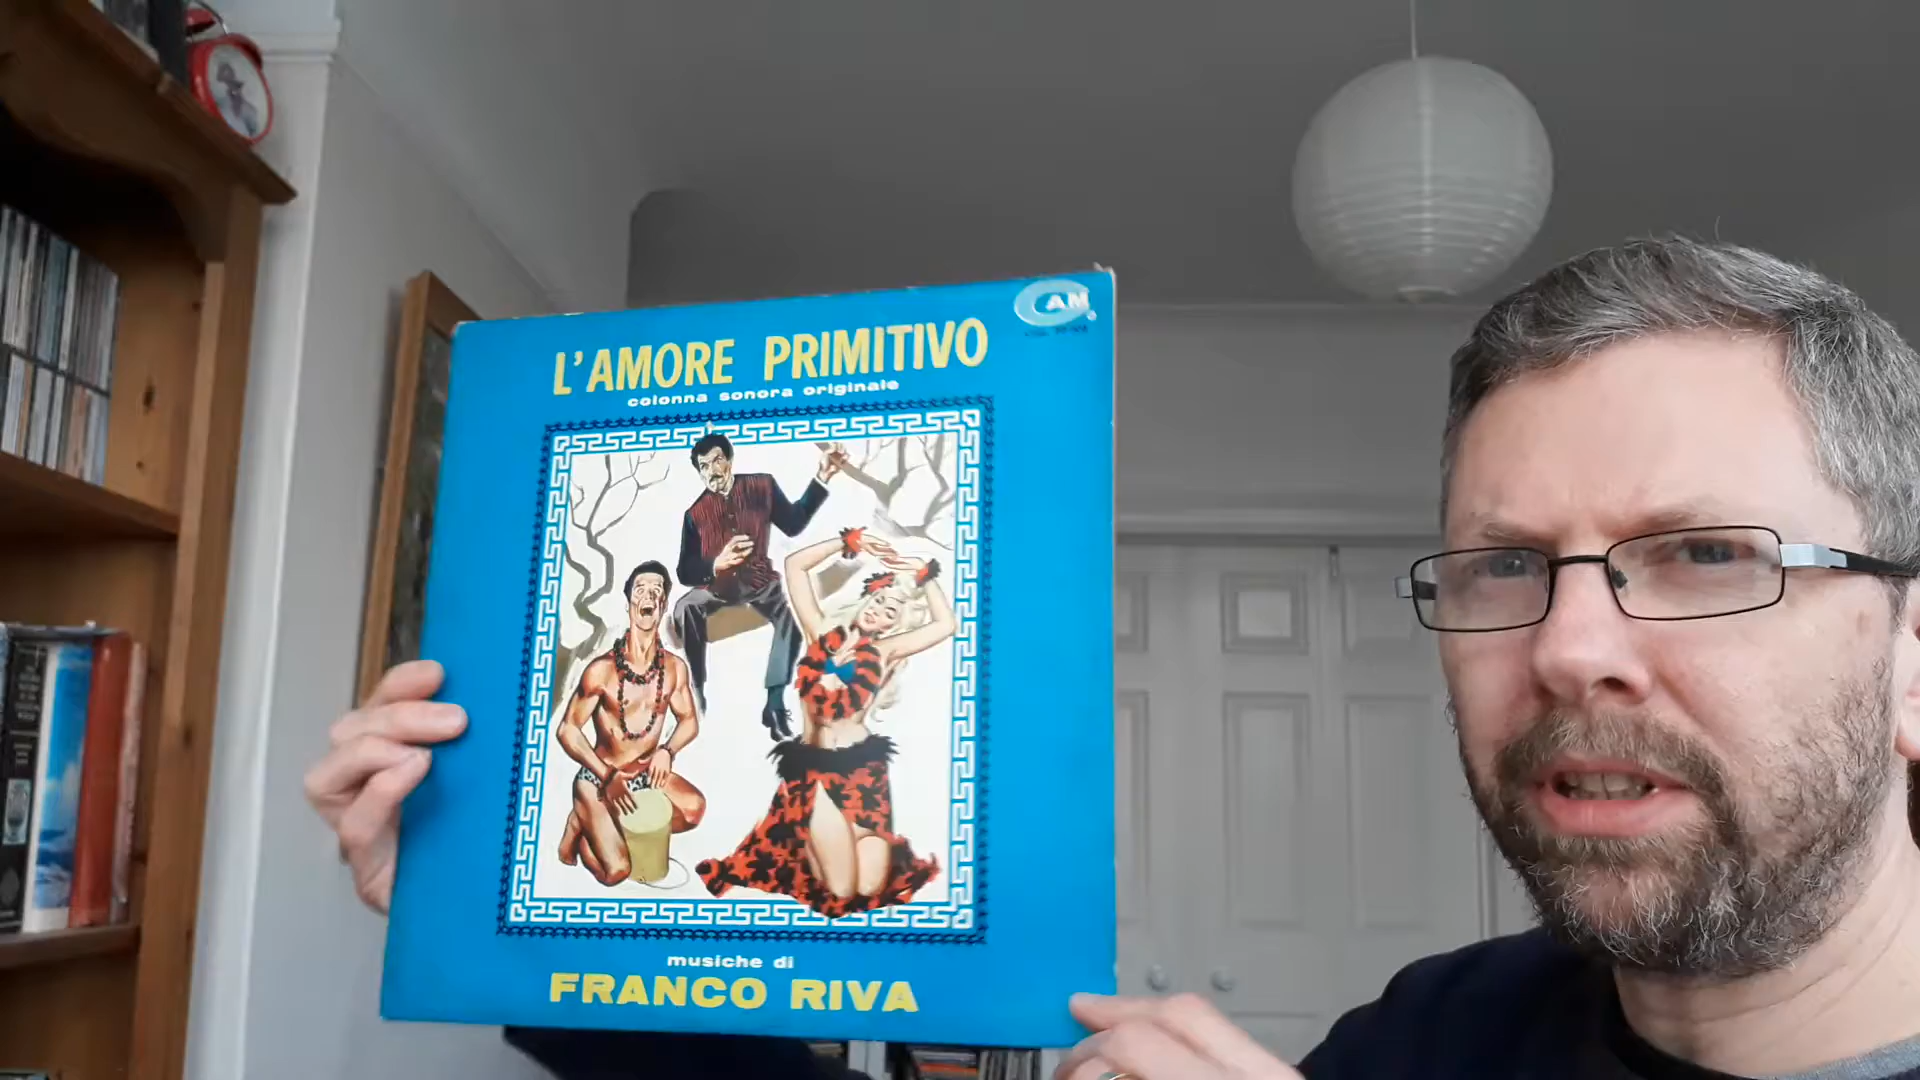 CAM
L'AMORE PRIMITIVO
colonna sonora originale
musiche di
FRANCO RIVA